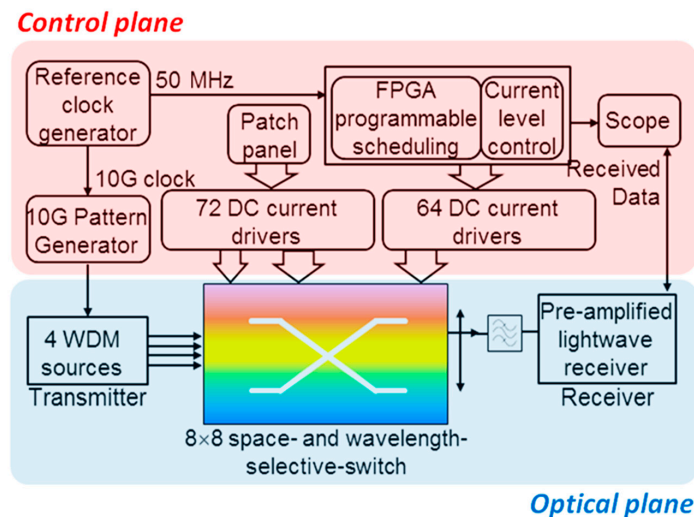 Control plane
Reference
clock
generator
50 MHz
FPGA
programmable
scheduling
Current
level
control
Scope
Patch
panel
10G clock
Received
Data
10G Pattern
Generator
72 DC current
drivers
64 DC current
drivers
4 WDM
sources
Transmitter
Pre-amplified
lightwave
receiver
Receiver
8×8 space- and wavelength-
selective-switch
Optical plane